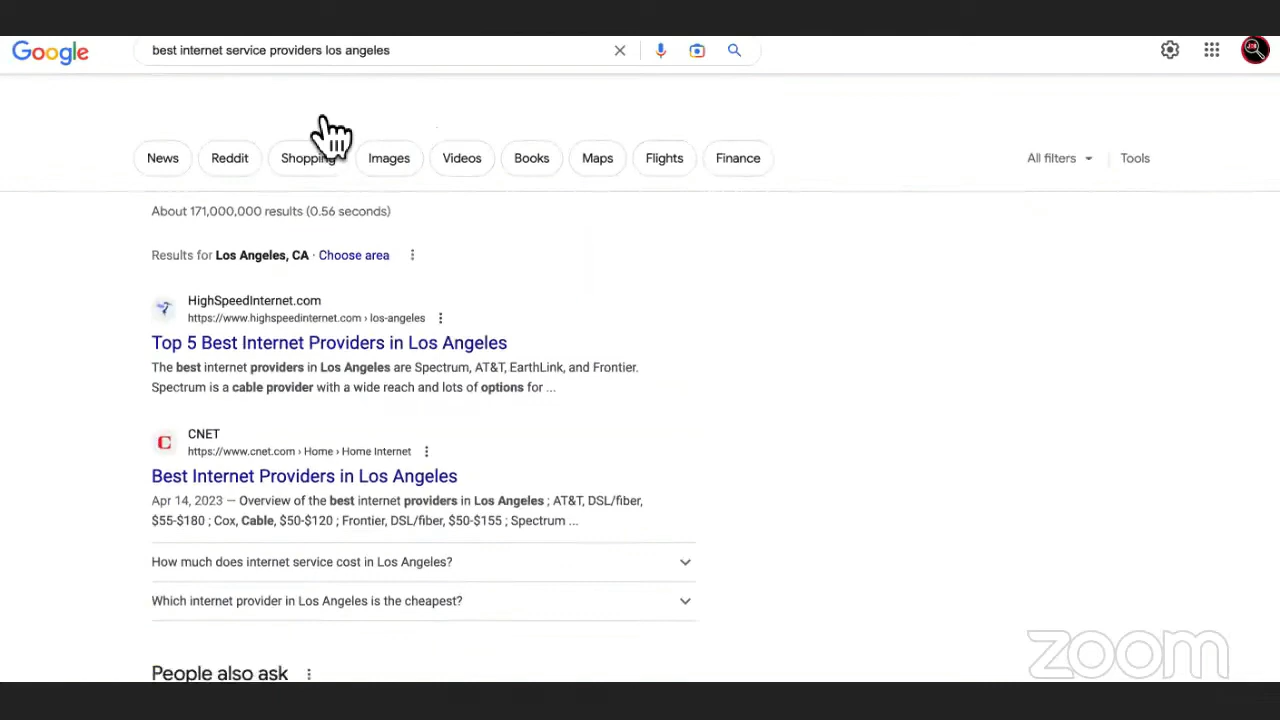 Google
best internet service providers los angeles
News
Reddit
Shopping
Images
Videos
Books
Maps
Flights
Finance
All filters
Tools
About 171,000,000 results (0.56 seconds)
Results for Los Angeles, CA · Choose area
HighSpeedInternet.com
https://www.highspeedinternet.com › los-angeles
Top 5 Best Internet Providers in Los Angeles
The best internet providers in Los Angeles are Spectrum, AT&T, EarthLink, and Frontier.
Spectrum is a cable provider with a wide reach and lots of options for ...
C
CNET
https://www.cnet.com › Home › Home Internet
Best Internet Providers in Los Angeles
Apr 14, 2023 — Overview of the best internet providers in Los Angeles ; AT&T, DSL/fiber,
$55-$180 ; Cox, Cable, $50-$120 ; Frontier, DSL/fiber, $50-$155 ; Spectrum ...
How much does internet service cost in Los Angeles?
Which internet provider in Los Angeles is the cheapest?
People also ask
zoom